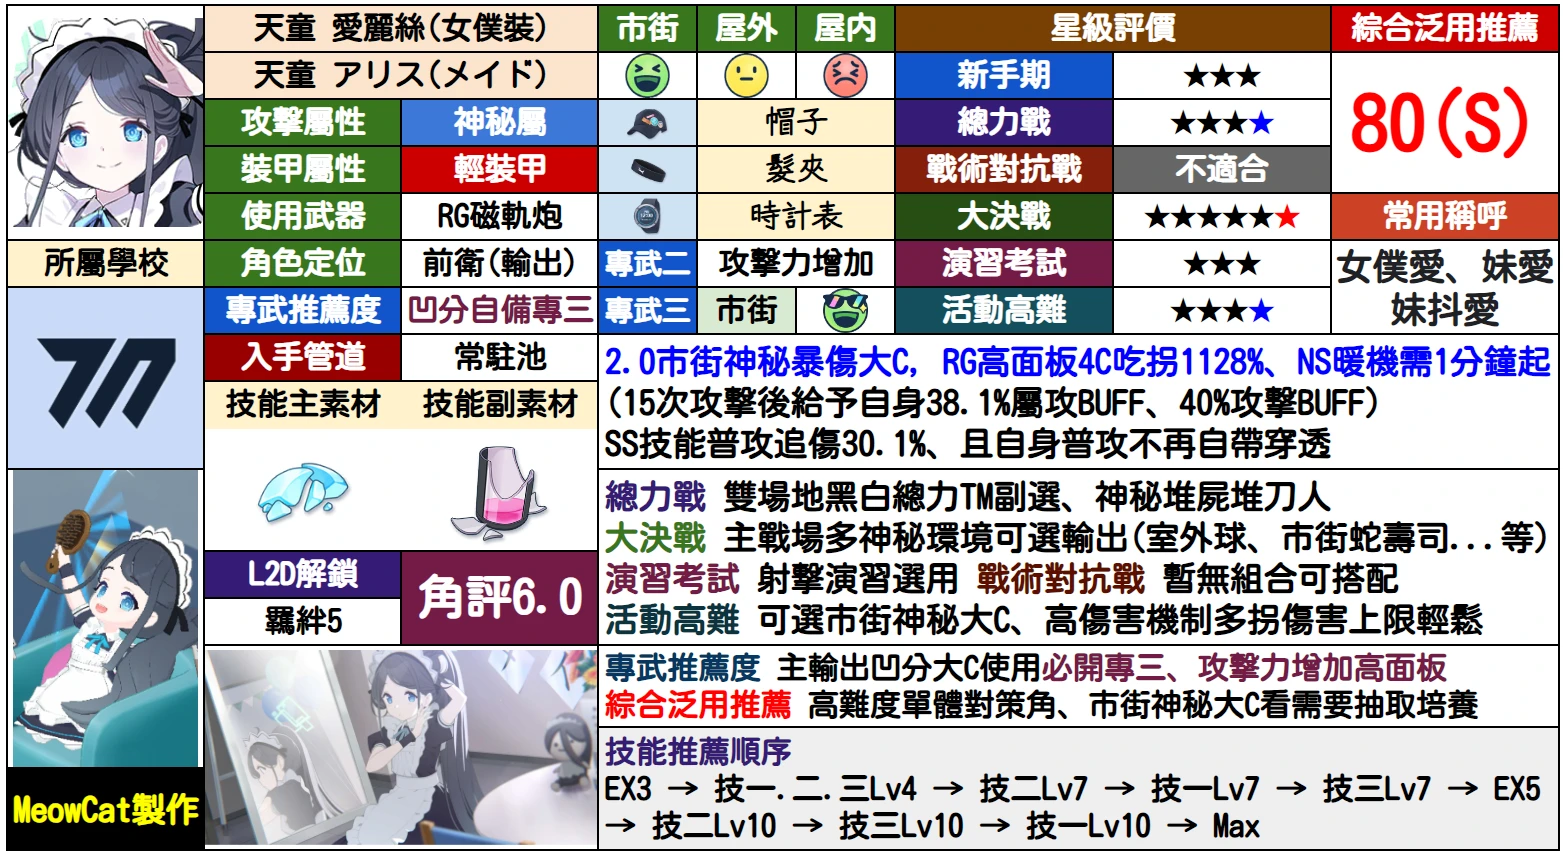 天童 愛麗絲(女僕裝)
天童 アリス(メイド)
市街
屋外
屋内
星級評價
綜合泛用推薦
新手期
★★★
80(S)
攻擊屬性
神秘屬
帽子
總力戰
★★★★
裝甲屬性
輕裝甲
髮夾
戰術對抗戰
不適合
使用武器
RG磁軌炮
時計表
大決戰
★★★★★★
常用稱呼
所屬學校
角色定位
前衛(輸出)
專武二
攻擊力增加
演習考試
★★★
女僕愛、妹愛
妹抖愛
專武推薦度
凹分自備專三
專武三
市街
活動高難
★★★★
入手管道
常駐池
技能主素材
技能副素材
2.0市街神秘暴傷大C, RG高面板4C吃拐1128%、NS暖機需1分鐘起
(15次攻擊後給予自身38.1%屬攻BUFF、40%攻擊BUFF)
SS技能普攻追傷30.1%、且自身普攻不再自帶穿透
總力戰 雙場地黑白總力TM副選、神秘堆屍堆刀人
大決戰 主戰場多神秘環境可選輸出(室外球、市街蛇壽司...等)
演習考試 射擊演習選用 戰術對抗戰 暫無組合可搭配
活動高難 可選市街神秘大C、高傷害機制多拐傷害上限輕鬆
L2D解鎖
羈絆5
角評6.0
專武推薦度 主輸出凹分大C使用必開專三、攻擊力增加高面板
綜合泛用推薦 高難度單體對策角、市街神秘大C看需要抽取培養
技能推薦順序
EX3 → 技一.二.三Lv4 → 技二Lv7 → 技一Lv7 → 技三Lv7 → EX5
→ 技二Lv10 → 技三Lv10 → 技一Lv10 → Max
MeowCat製作